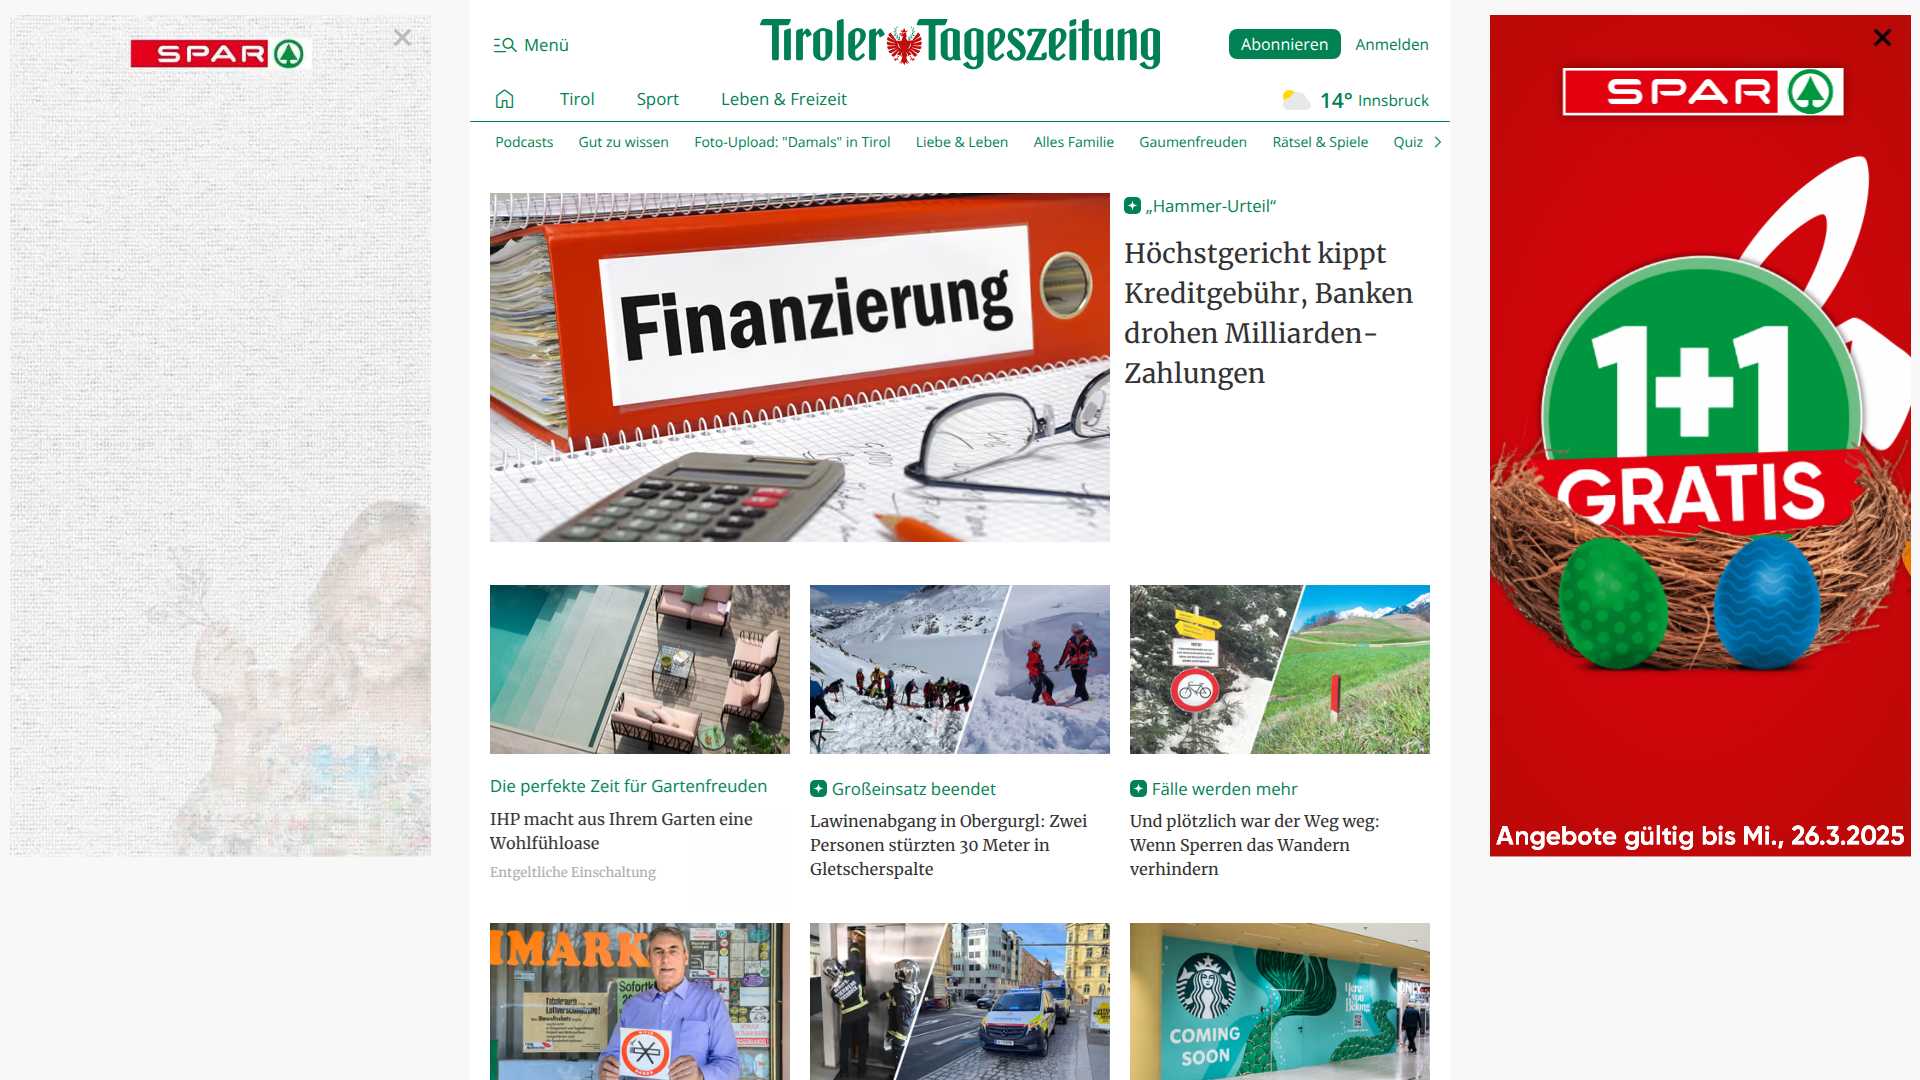 SPAR
Menü
Tiroler Tageszeitung
Abonnieren
Anmelden
Tirol
Sport
Leben & Freizeit
14° Innsbruck
Podcasts
Gut zu wissen
Foto-Upload: "Damals" in Tirol
Liebe & Leben
Alles Familie
Gaumenfreuden
Rätsel & Spiele
Quiz
Finanzierung
„Hammer-Urteil“
Höchstgericht kippt
Kreditgebühr, Banken
drohen Milliarden-
Zahlungen
Die perfekte Zeit für Gartenfreuden
IHP macht aus Ihrem Garten eine
Wohlfühloase
Entgeltliche Einschaltung
Großeinsatz beendet
Lawinenabgang in Obergurgl: Zwei
Personen stürzten 30 Meter in
Gletscherspalte
Fälle werden mehr
Und plötzlich war der Weg weg:
Wenn Sperren das Wandern
verhindern
COMING
SOON
Here
you
Belong
SPAR
1+1
GRATIS
Angebote gültig bis Mi., 26.3.2025